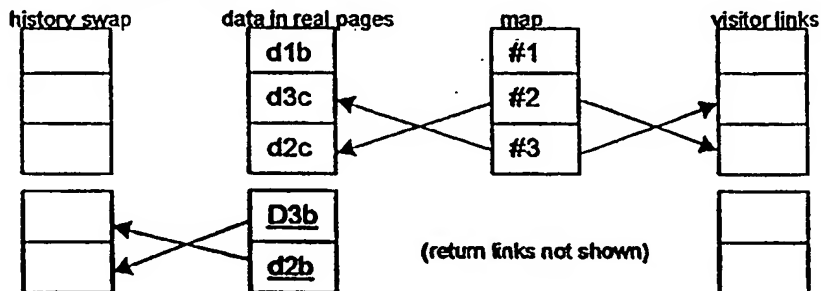 history swap data in real pages map visitor links
d1b #1
d3c #2
d2c #3
D3b
d2b
(return links not shown)